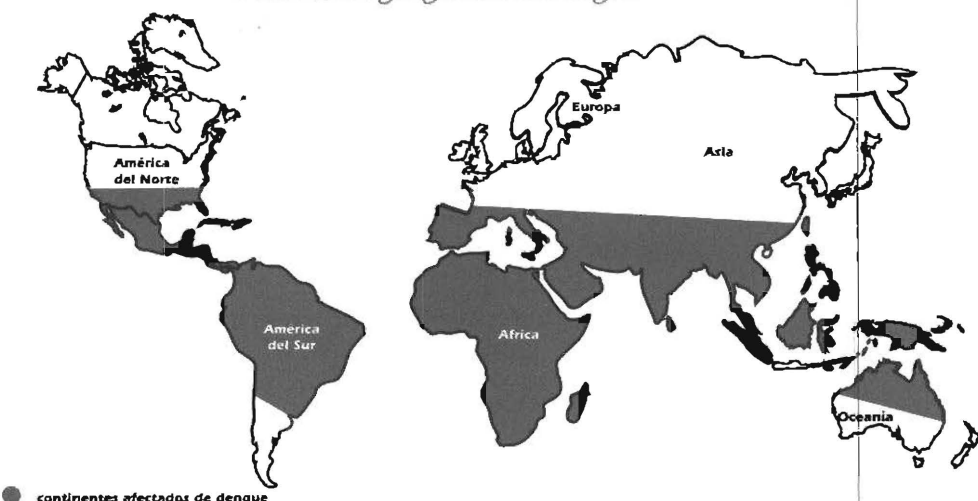 Europa
Asia
América
del Norte
América
del Sur
Africa
Oceanía
continentes afectados de dengue